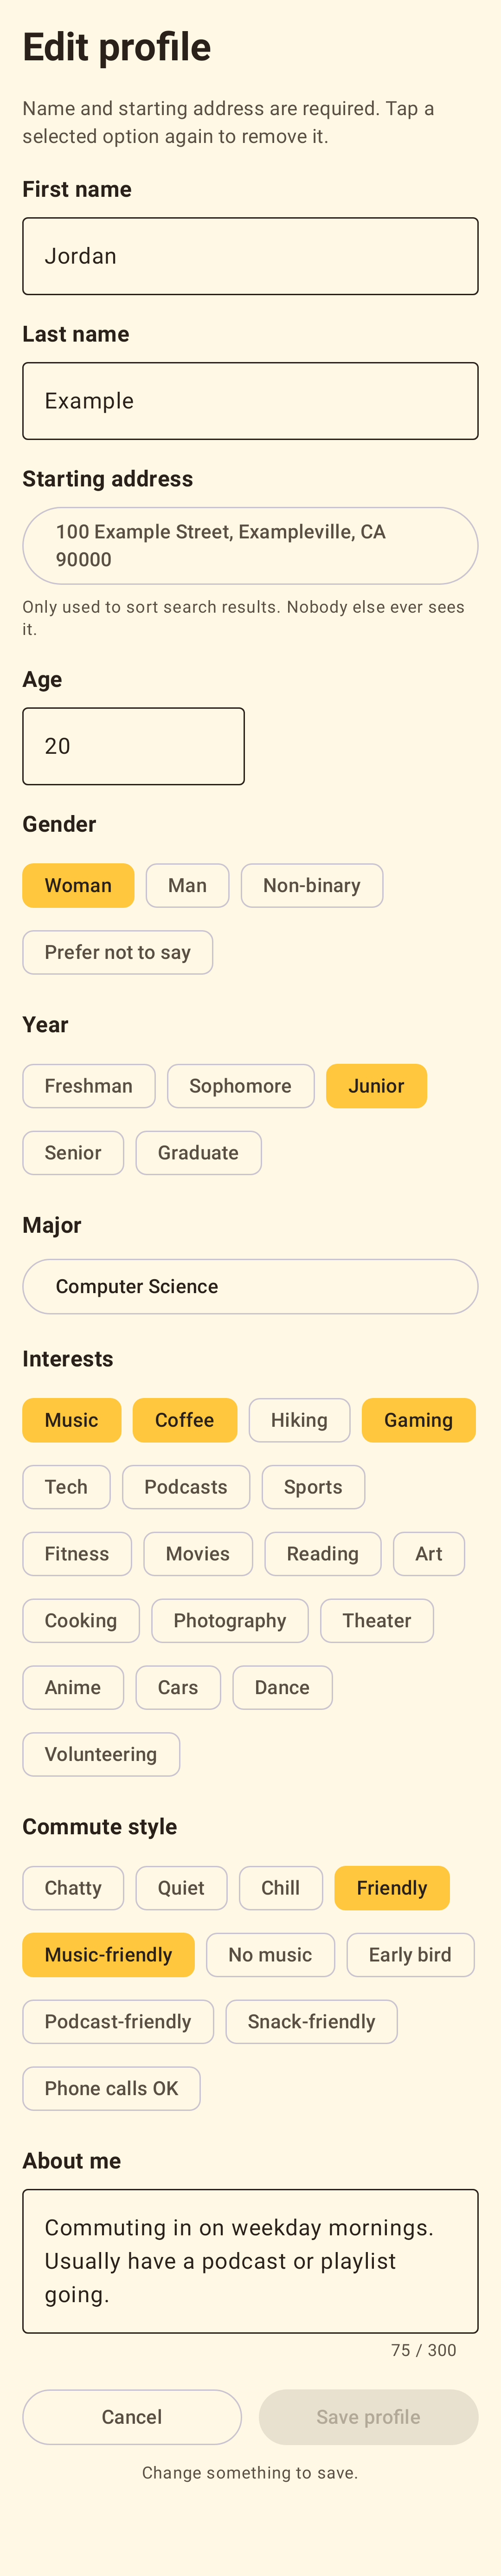 Edit profile
Name and starting address are required. Tap a
selected option again to remove it.
First name
Jordan
Last name
Example
Starting address
100 Example Street, Exampleville, CA
90000
Only used to sort search results. Nobody else ever sees
it.
Age
20
Gender
Woman Man Non-binary
Prefer not to say
Year
Freshman Sophomore Junior
Senior Graduate
Major
Computer Science
Interests
Music Coffee Hiking Gaming
Tech Podcasts Sports
Fitness Movies Reading Art
Cooking Photography Theater
Anime Cars Dance
Volunteering
Commute style
Chatty Quiet Chill Friendly
Music-friendly No music Early bird
Podcast-friendly Snack-friendly
Phone calls OK
About me
Commuting in on weekday mornings.
Usually have a podcast or playlist
going.
75 / 300
Cancel Save profile
Change something to save.